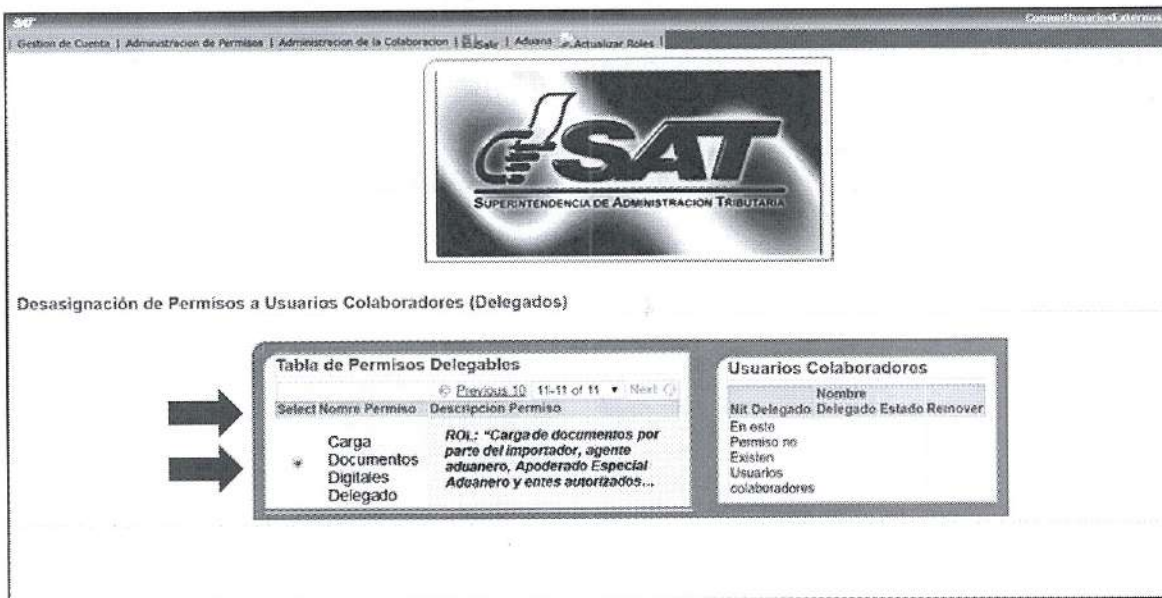 SAT
ComunUsuariosExternos
| Gestion de Cuenta | Administracion de Permisos | Administracion de la Colaboracion | Salir | Aduana Actualizar Roles |
SAT
SUPERINTENDENCIA DE ADMINISTRACION TRIBUTARIA
Desasignación de Permisos a Usuarios Colaboradores (Delegados)
Tabla de Permisos Delegables
Previous 10 11-11 of 11 Next
Select Nomre Permiso Descripcion Permiso
Carga
Documentos
Digitales
Delegado
ROL: "Carga de documentos por
parte del importador, agente
aduanero, Apoderado Especial
Aduanero y entes autorizados...
Usuarios Colaboradores
Nombre
Nit Delegado Delegado Estado Remover
En este
Permiso no
Existen
Usuarios
colaboradores